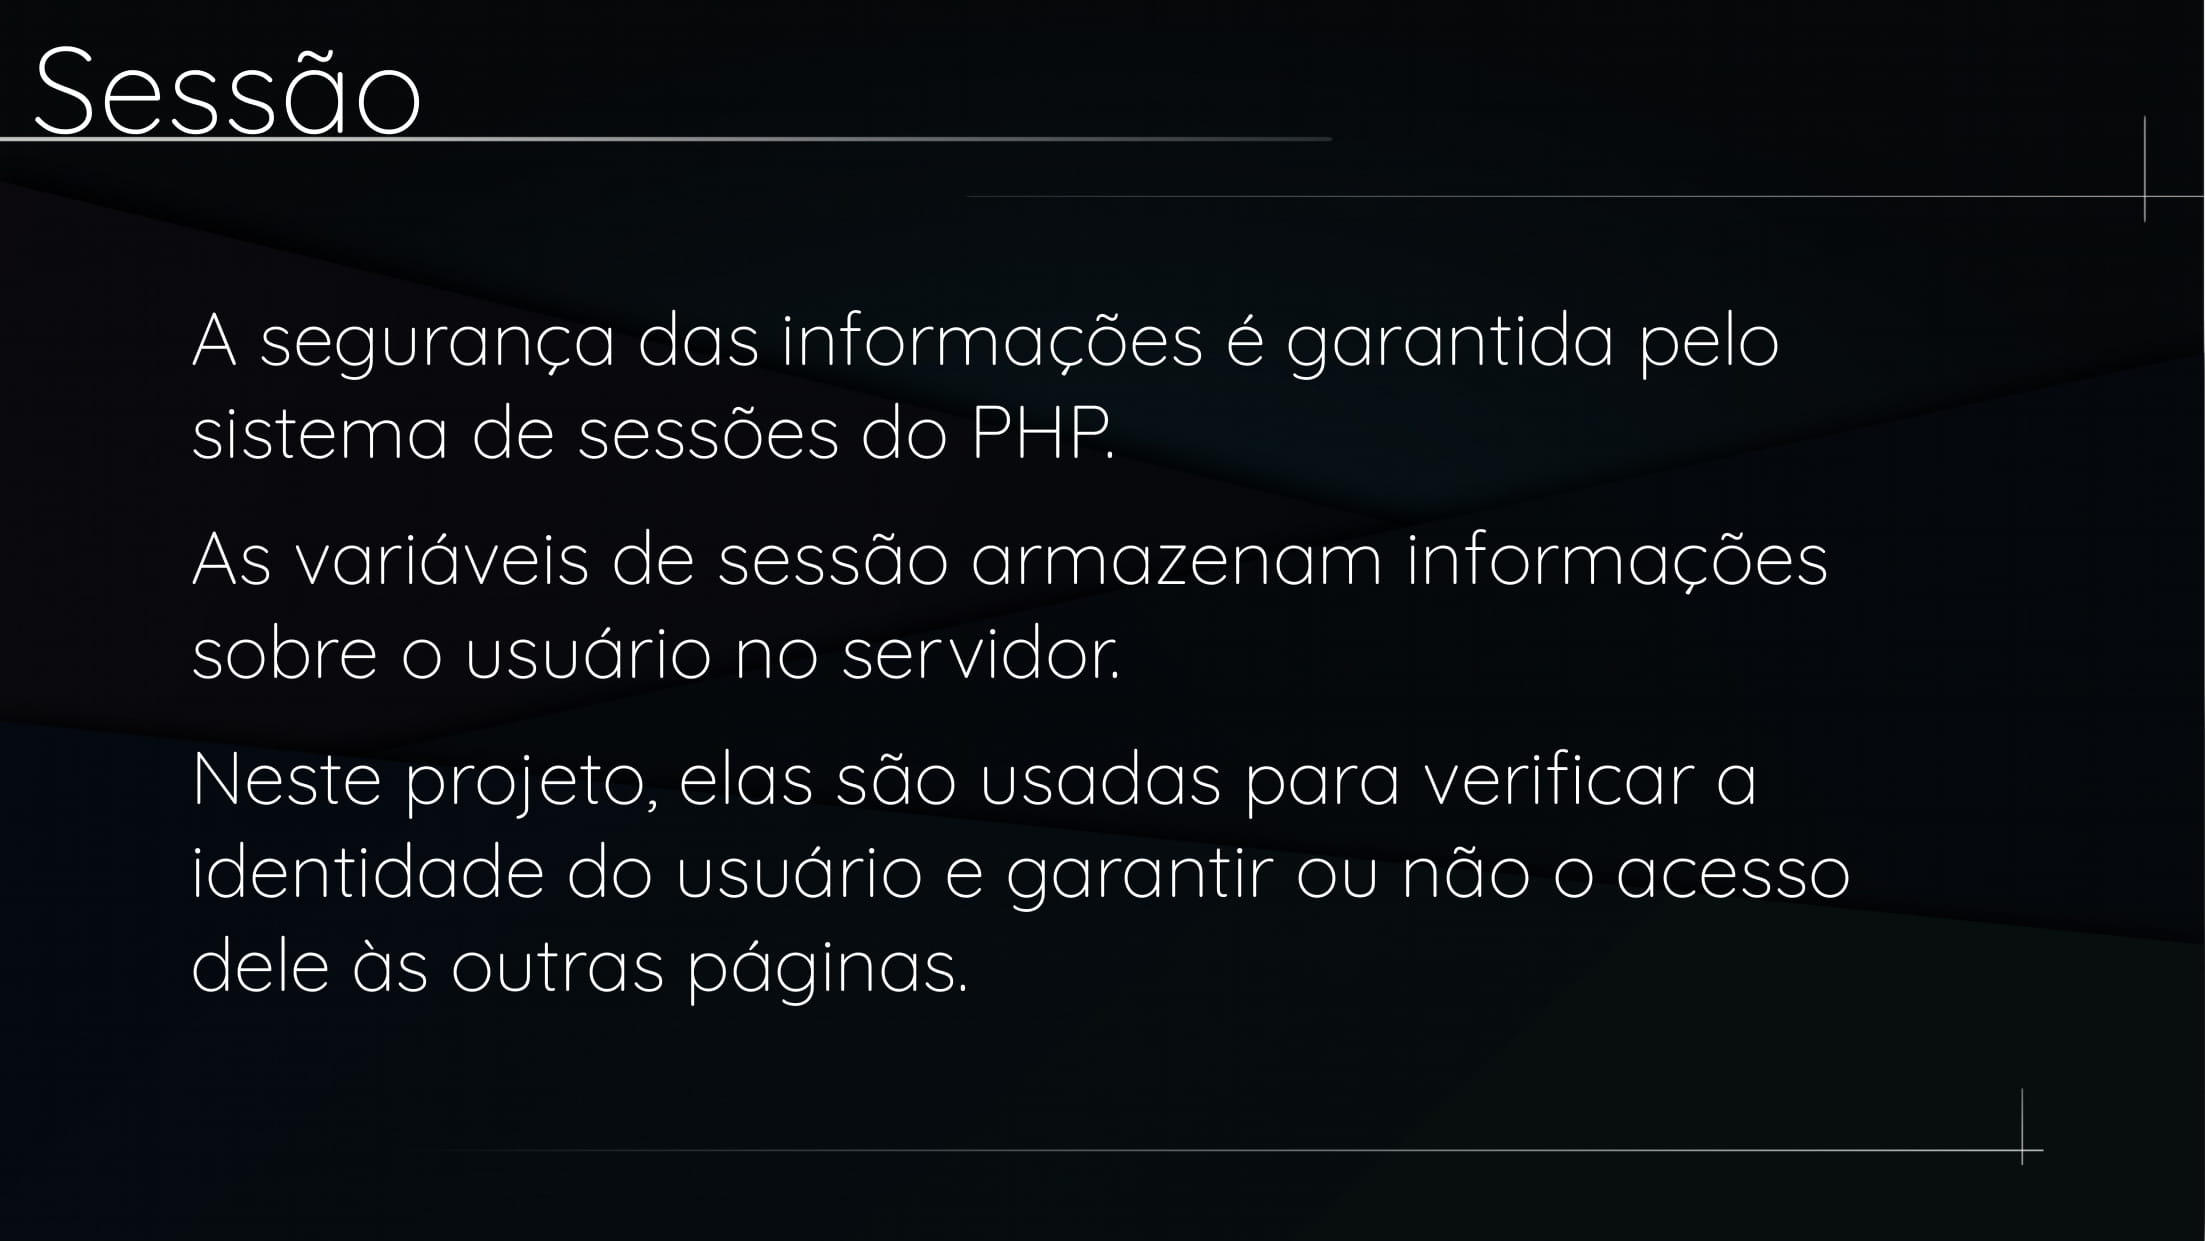 Sessão
A segurança das informações é garantida pelo
sistema de sessões do PHP.
As variáveis de sessão armazenam informações
sobre o usuário no servidor.
Neste projeto, elas são usadas para verificar a
identidade do usuário e garantir ou não o acesso
dele às outras páginas.